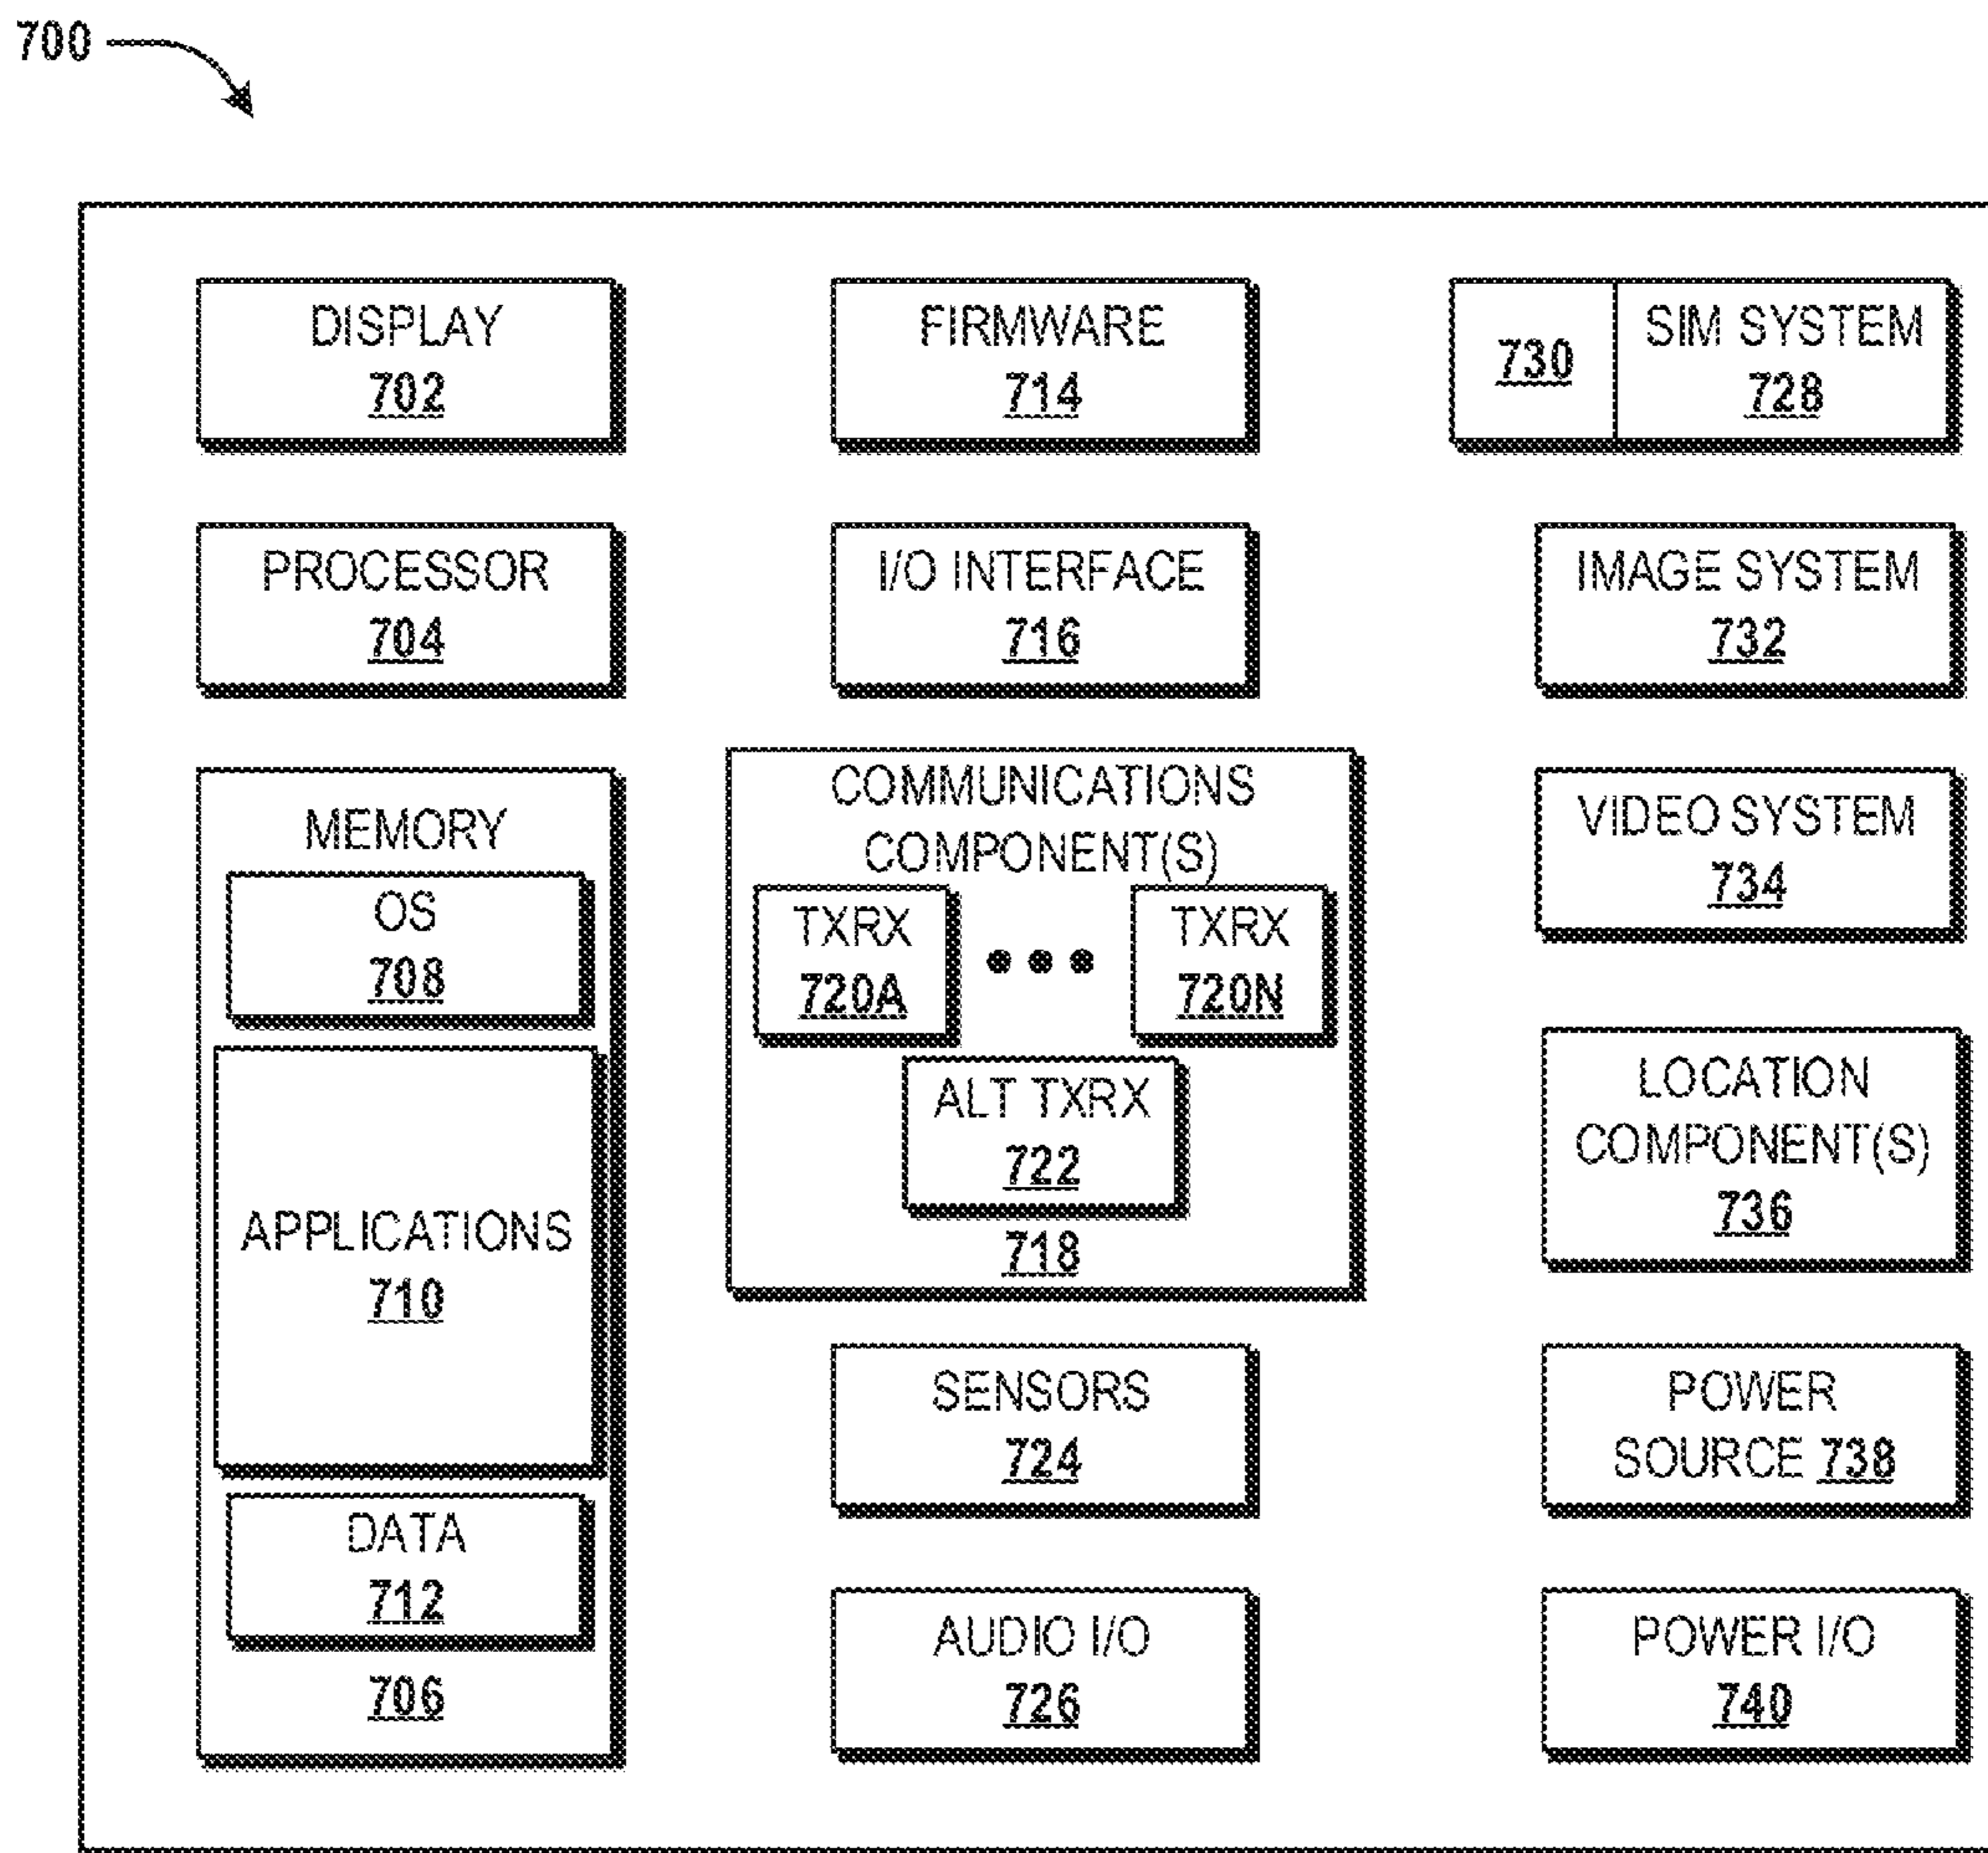 700
DISPLAY
702
PROCESSOR
704
MEMORY
OS
708
APPLICATIONS
710
DATA
712
706
FIRMWARE
714
I/O INTERFACE
716
COMMUNICATIONS
COMPONENT(S)
TXRX
720A
TXRX
720N
ALT TXRX
722
718
SENSORS
724
AUDIO I/O
726
730
SIM SYSTEM
728
IMAGE SYSTEM
732
VIDEO SYSTEM
734
LOCATION
COMPONENT(S)
736
POWER
SOURCE 738
POWER I/O
740